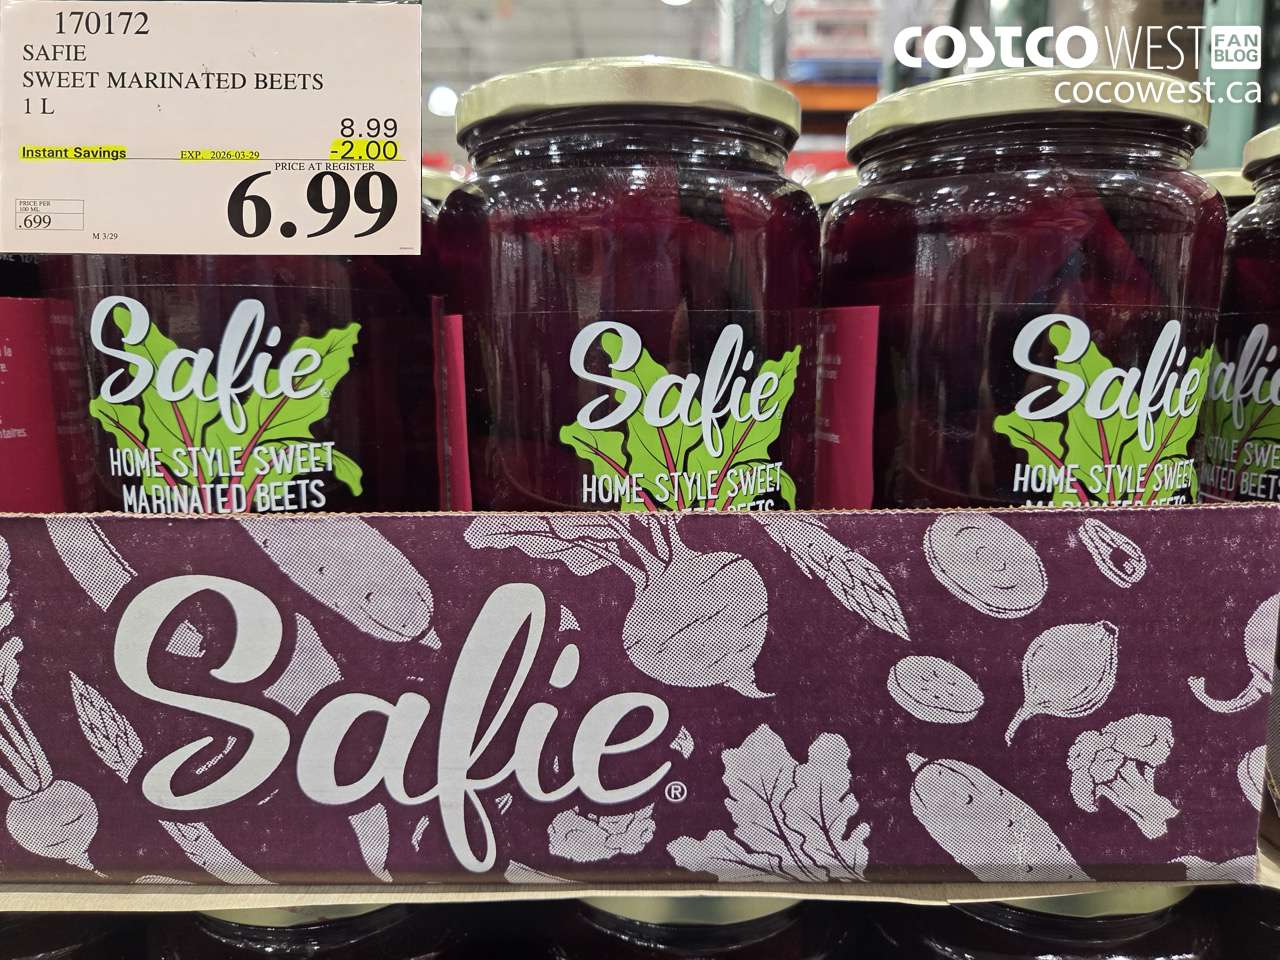 170172
SAFIE
SWEET MARINATED BEETS
1 L
8.99
Instant Savings EXP. 2026-03-29 -2.00
PRICE AT REGISTER
6.99
PRICE PER
100 ML
.699
M 3/29
COSTCO WEST FAN BLOG
cocowest.ca
Safie
HOME STYLE SWEET
MARINATED BEETS
Safie
HOME STYLE SWEET
Safie
HOME STYLE SWEET
Safie®